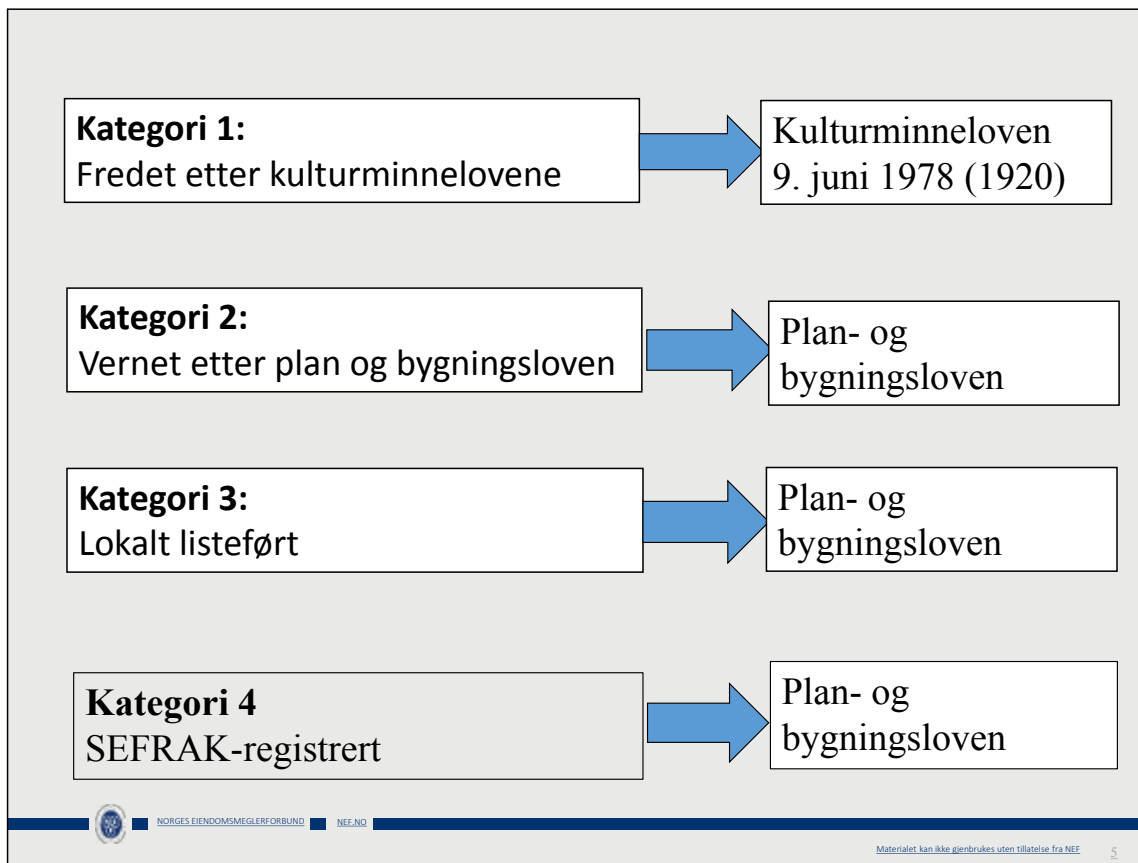 Kategori 1:
Fredet etter kulturminnelovene
Kulturminneloven
9. juni 1978 (1920)
Kategori 2:
Vernet etter plan og bygningsloven
Plan- og
bygningsloven
Kategori 3:
Lokalt listeført
Plan- og
bygningsloven
Kategori 4
SEFRAK-registrert
Plan- og
bygningsloven
NORGES EIENDOMSMEGLERFORBUND
NEF.NO
Materialet kan ikke gjenbrukes uten tillatelse fra NEF
5